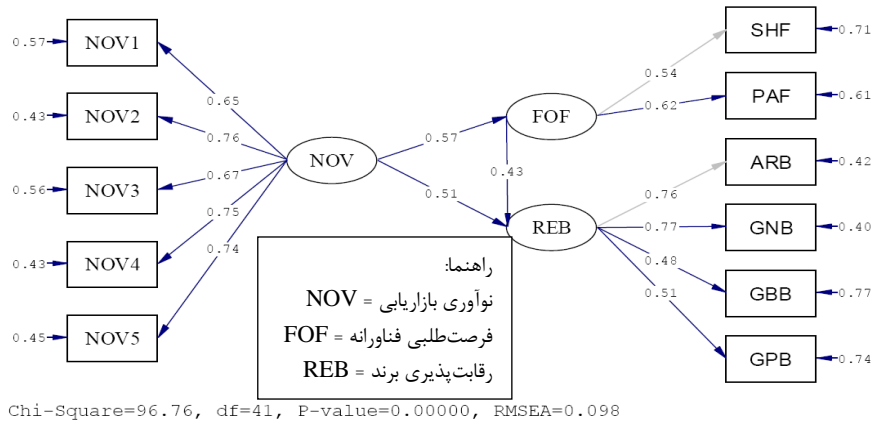 SHF
0.71
0.57
NOV1
0.54
0.65
FOF
0.62
PAF
0.61
0.43
NOV2
0.76
0.57
NOV
0.43
ARB
0.42
0.56
NOV3
0.67
0.51
0.76
0.75
REB
0.77
GNB
0.40
0.43
NOV4
0.74
0.48
GBB
0.77
0.51
0.45
NOV5
GPB
0.74
راهنما:
نوآوری بازاریابی = NOV
فرصت‌طلبی فناورانه = FOF
رقابت‌پذیری برند = REB
Chi-Square=96.76, df=41, P-value=0.00000, RMSEA=0.098